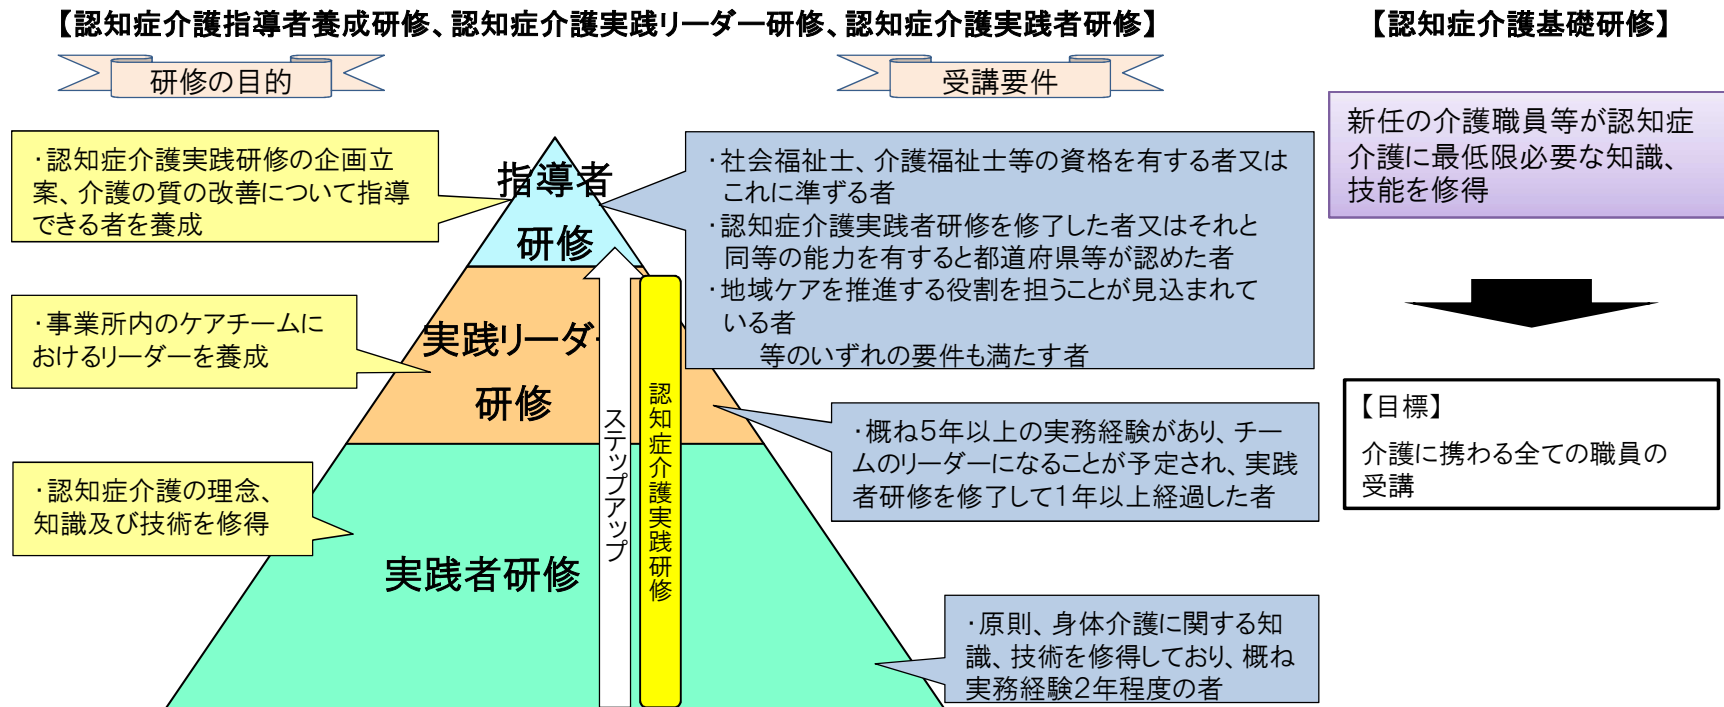 【認知症介護指導者養成研修、認知症介護実践リーダー研修、認知症介護実践者研修】
【認知症介護基礎研修】
研修の目的
受講要件
・認知症介護実践研修の企画立
案、介護の質の改善について指導
できる者を養成
・事業所内のケアチームに
おけるリーダーを養成
・認知症介護の理念、
知識及び技術を修得
指導者
研修
実践リーダー
研修
実践者研修
ステップアップ
認知症介護実践研修
・社会福祉士、介護福祉士等の資格を有する者又は
これに準ずる者
・認知症介護実践者研修を修了した者又はそれと
同等の能力を有すると都道府県等が認めた者
・地域ケアを推進する役割を担うことが見込まれて
いる者
等のいずれの要件も満たす者
・概ね5年以上の実務経験があり、チー
ムのリーダーになることが予定され、実践
者研修を修了して1年以上経過した者
・原則、身体介護に関する知
識、技術を修得しており、概ね
実務経験2年程度の者
新任の介護職員等が認知症
介護に最低限必要な知識、
技能を修得
【目標】
介護に携わる全ての職員の
受講